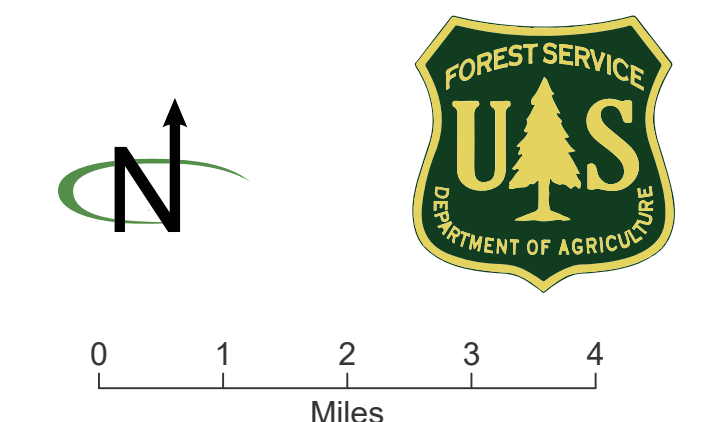 N
FOREST SERVICE
U S
DEPARTMENT OF AGRICULTURE
0 1 2 3 4
Miles